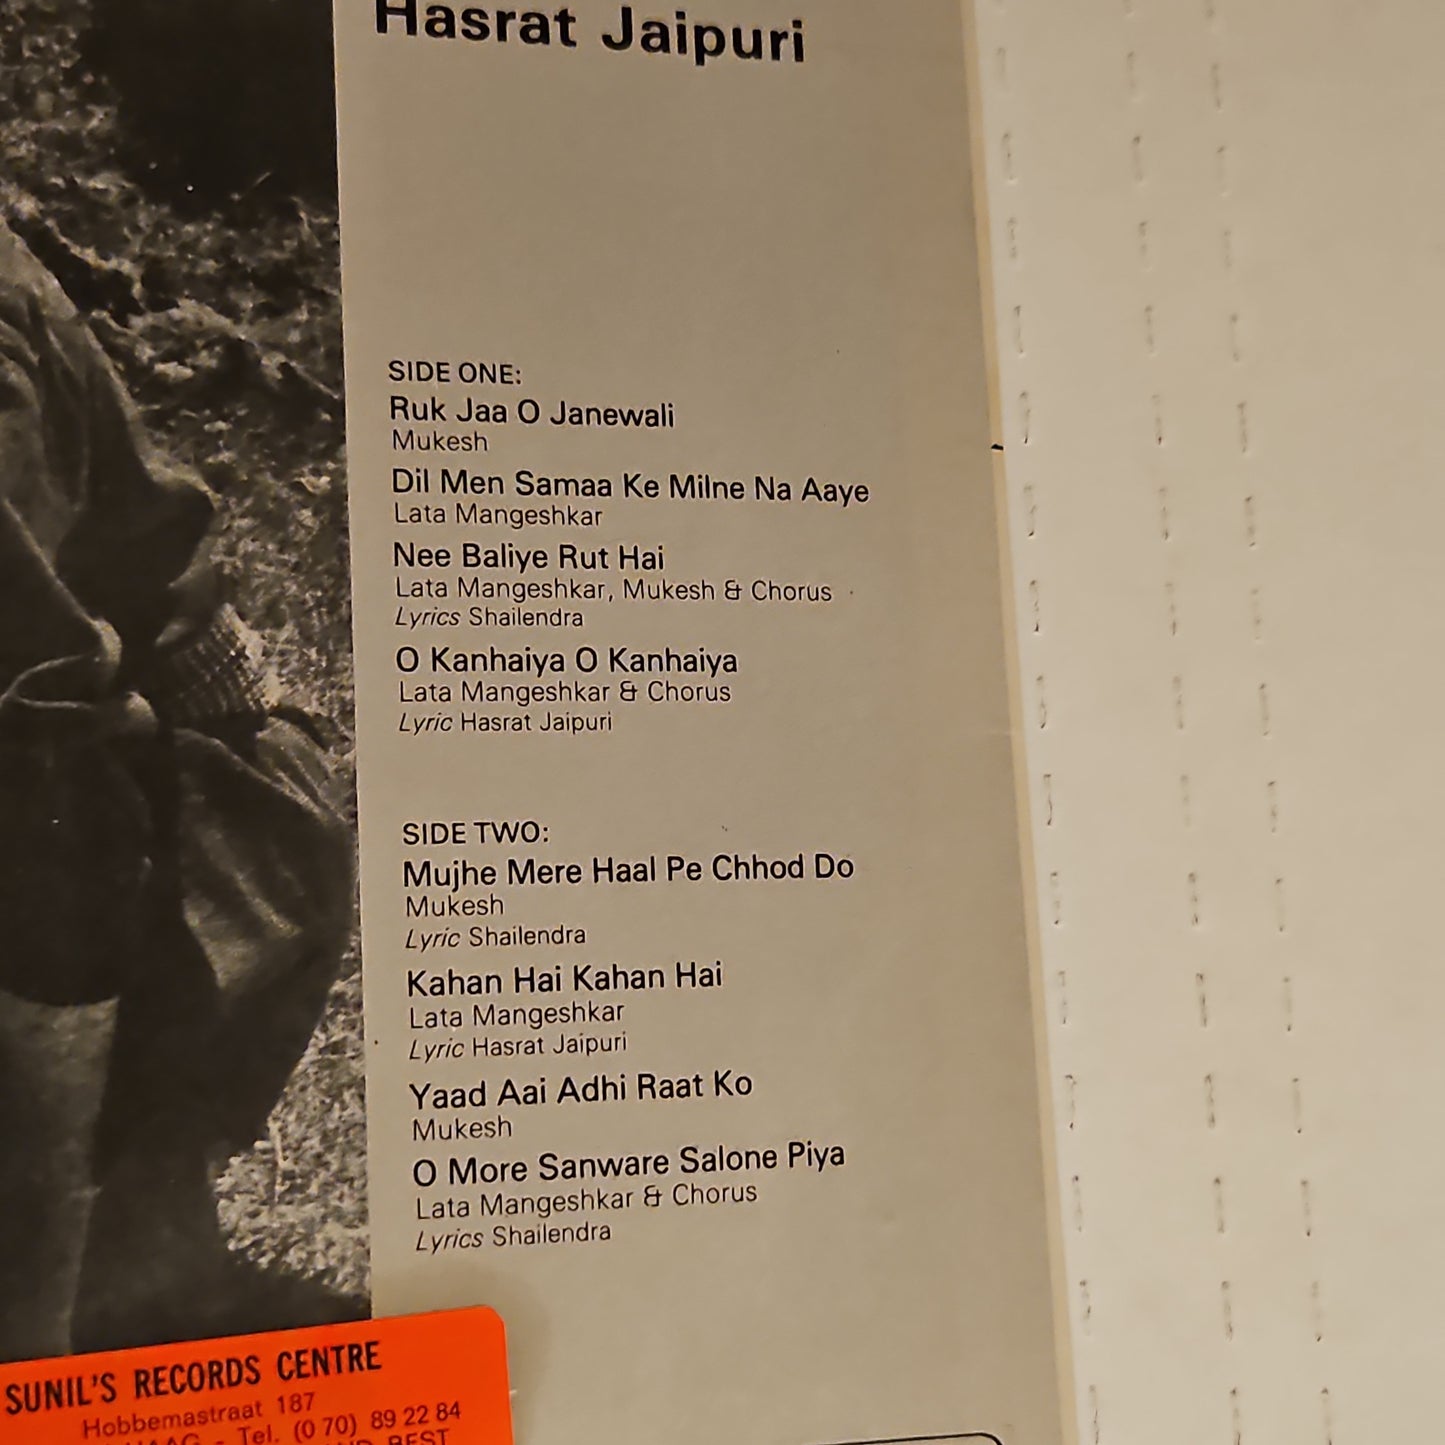 Hasrat Jaipuri
SIDE ONE:
Ruk Jaa O Janewali
Mukesh
Dil Men Samaa Ke Milne Na Aaye
Lata Mangeshkar
Nee Baliye Rut Hai
Lata Mangeshkar, Mukesh & Chorus
Lyrics Shailendra
O Kanhaiya O Kanhaiya
Lata Mangeshkar & Chorus
Lyric Hasrat Jaipuri
SIDE TWO:
Mujhe Mere Haal Pe Chhod Do
Mukesh
Lyric Shailendra
Kahan Hai Kahan Hai
Lata Mangeshkar
Lyric Hasrat Jaipuri
Yaad Aai Adhi Raat Ko
Mukesh
O More Sanware Salone Piya
Lata Mangeshkar & Chorus
Lyrics Shailendra
SUNIL'S RECORDS CENTRE
Hobbemastraat 187
HAAG - Tel. (0 70) 89 22 84
BEST